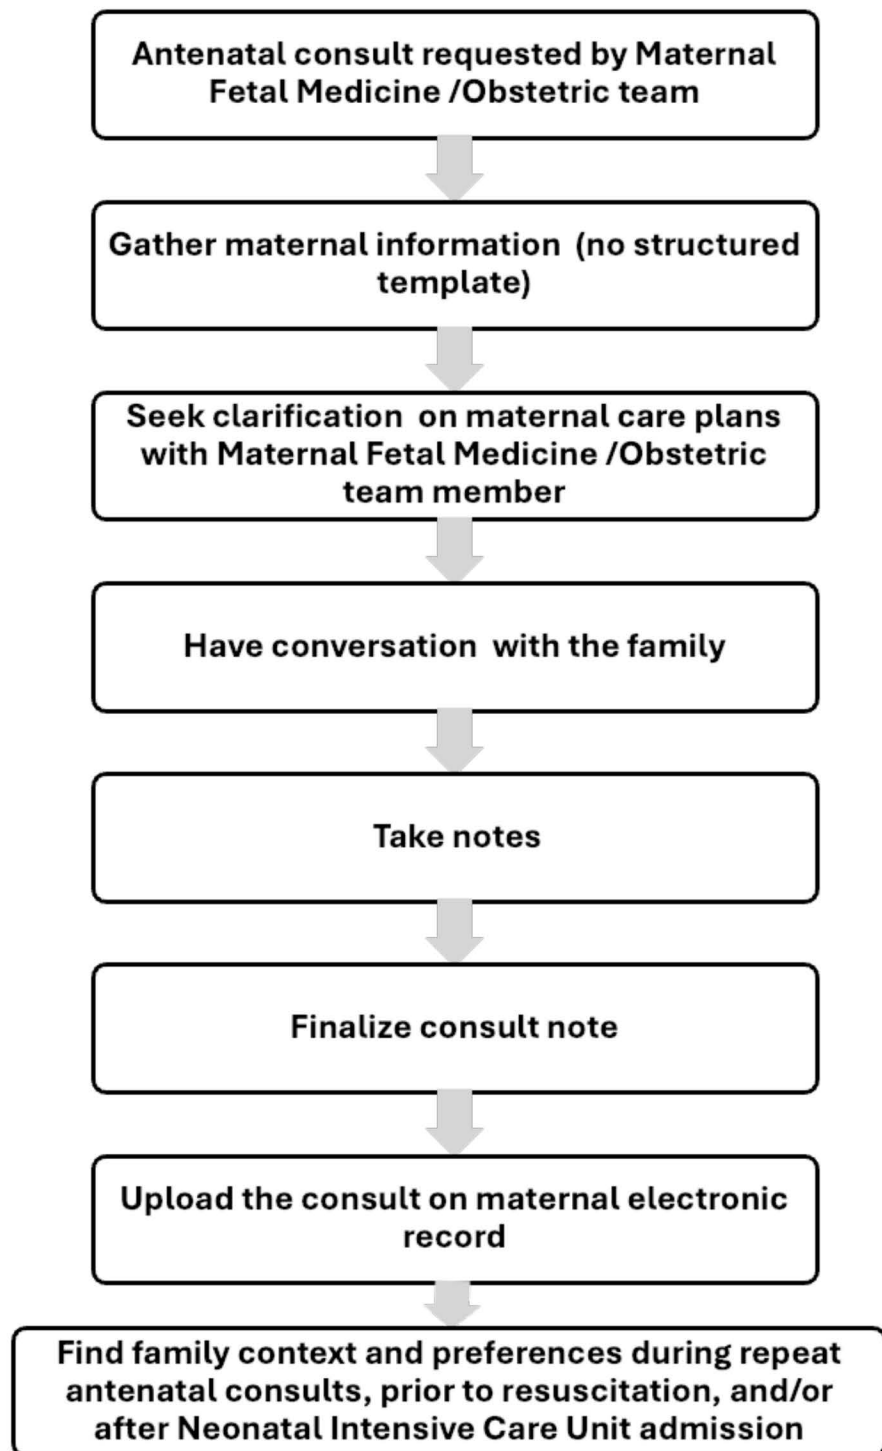 Antenatal consult requested by Maternal
Fetal Medicine /Obstetric team
Gather maternal information (no structured
template)
Seek clarification on maternal care plans
with Maternal Fetal Medicine /Obstetric
team member
Have conversation with the family
Take notes
Finalize consult note
Upload the consult on maternal electronic
record
Find family context and preferences during repeat
antenatal consults, prior to resuscitation, and/or
after Neonatal Intensive Care Unit admission